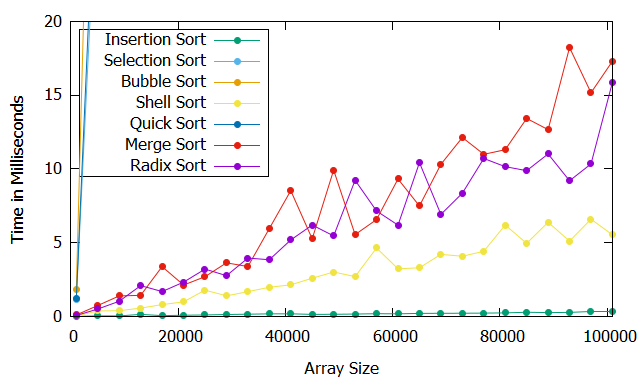 20
15
10
5
0
Time in Milliseconds
Insertion Sort
Selection Sort
Bubble Sort
Shell Sort
Quick Sort
Merge Sort
Radix Sort
0 20000 40000 60000 80000 100000
Array Size